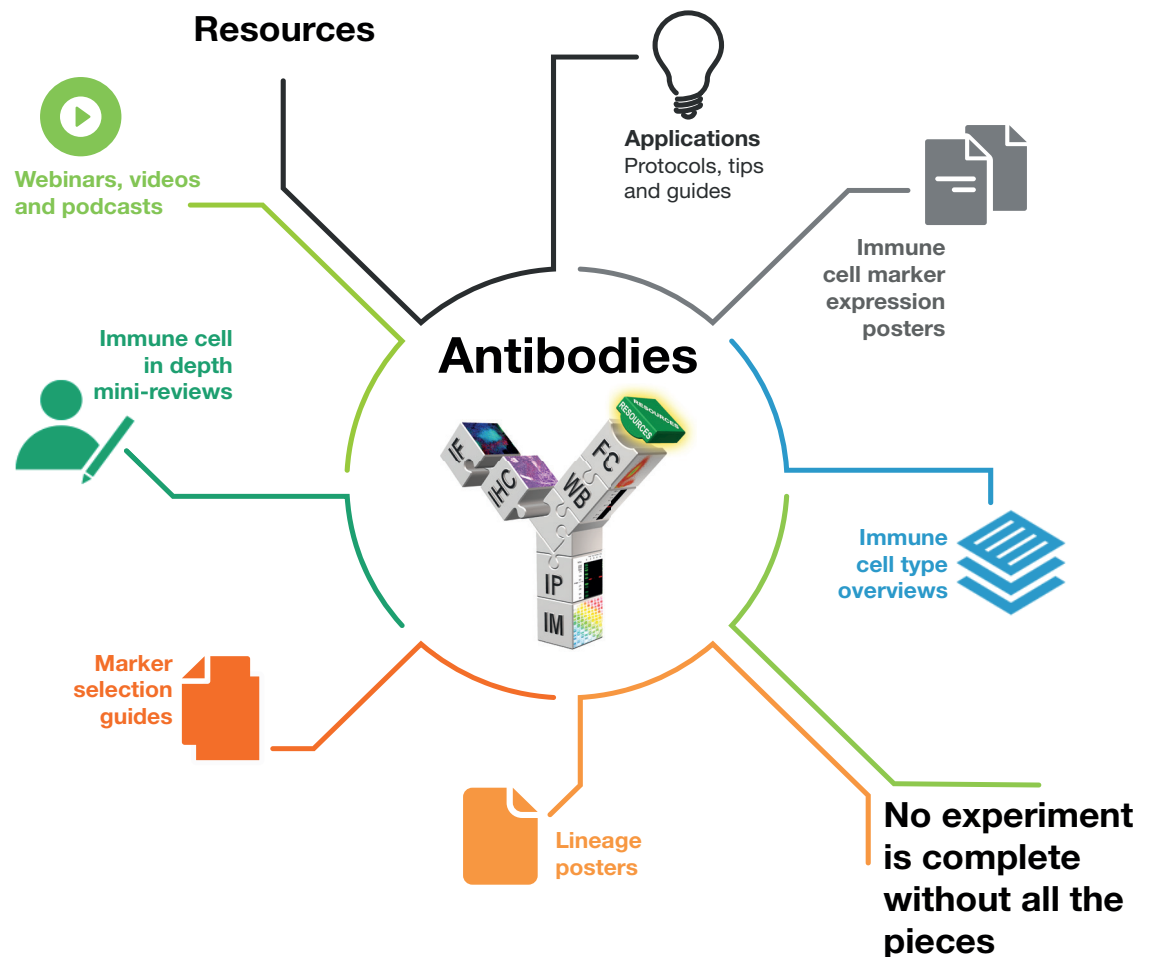 Resources
Applications
Protocols, tips
and guides
Webinars, videos
and podcasts
Immune
cell marker
expression
posters
Immune cell
in depth
mini-reviews
Antibodies
RESOURCES
RESOURCES
IF
IHC
FC
WB
IP
IM
Immune
cell type
overviews
Marker
selection
guides
Lineage
posters
No experiment
is complete
without all the
pieces